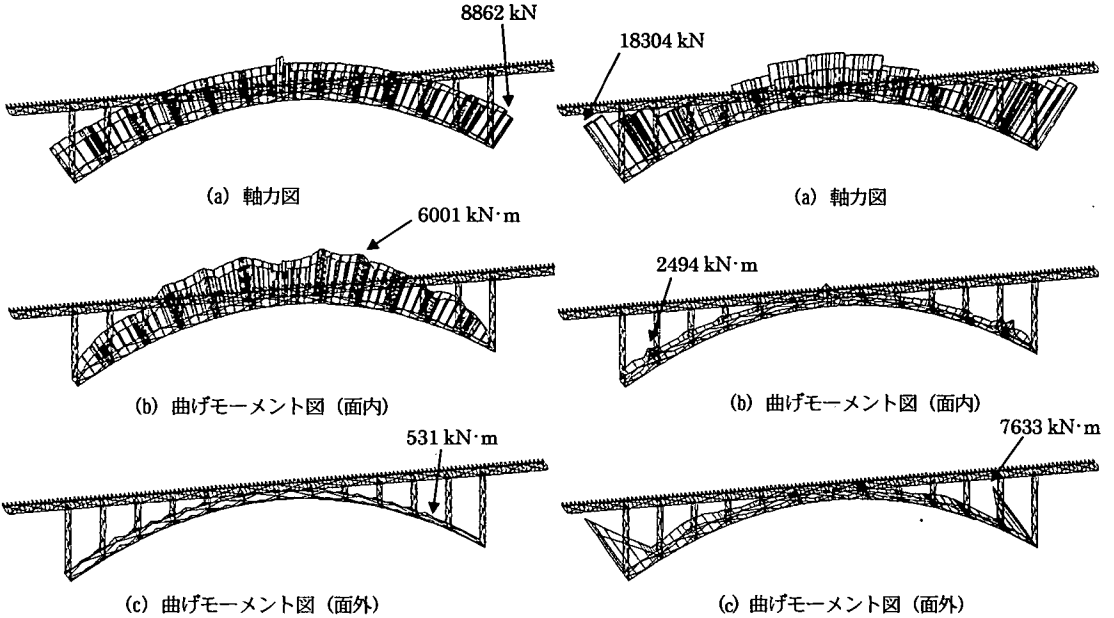 8862 kN
(a) 軸力図
6001 kN·m
(b) 曲げモーメント図 (面内)
531 kN·m
(c) 曲げモーメント図 (面外)
18304 kN
(a) 軸力図
2494 kN·m
(b) 曲げモーメント図 (面内)
7633 kN·m
(c) 曲げモーメント図 (面外)